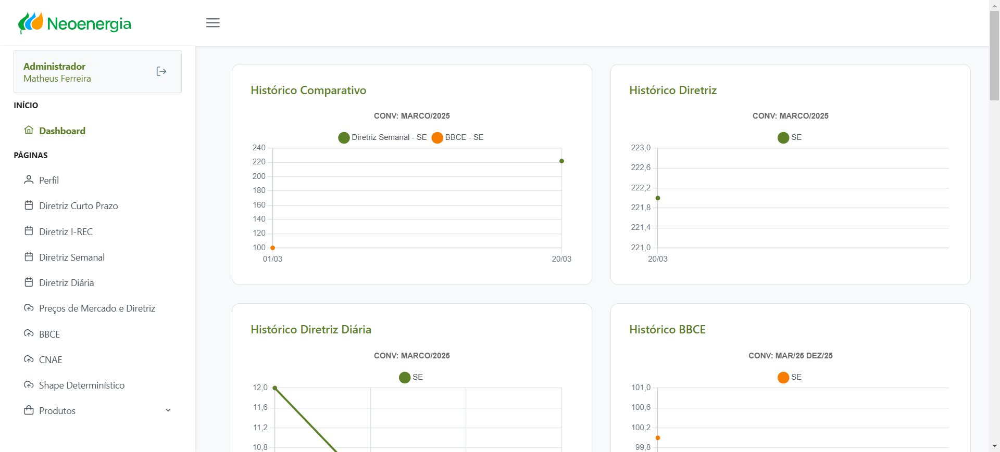 Neoenergia
Administrador
Matheus Ferreira
INÍCIO
Dashboard
PÁGINAS
Perfil
Diretriz Curto Prazo
Diretriz I-REC
Diretriz Semanal
Diretriz Diária
Preços de Mercado e Diretriz
BBCE
CNAE
Shape Determinístico
Produtos
Histórico Comparativo
CONV: MARCO/2025
Diretriz Semanal - SE BBCE - SE
240
220
200
180
160
140
120
100
01/03 20/03
Histórico Diretriz
CONV: MARCO/2025
SE
223,0
222,6
222,2
221,8
221,4
221,0
20/03
Histórico Diretriz Diária
CONV: MARCO/2025
SE
12,0
11,6
11,2
10,8
Histórico BBCE
CONV: MAR/25 DEZ/25
SE
101,0
100,6
100,2
99,8